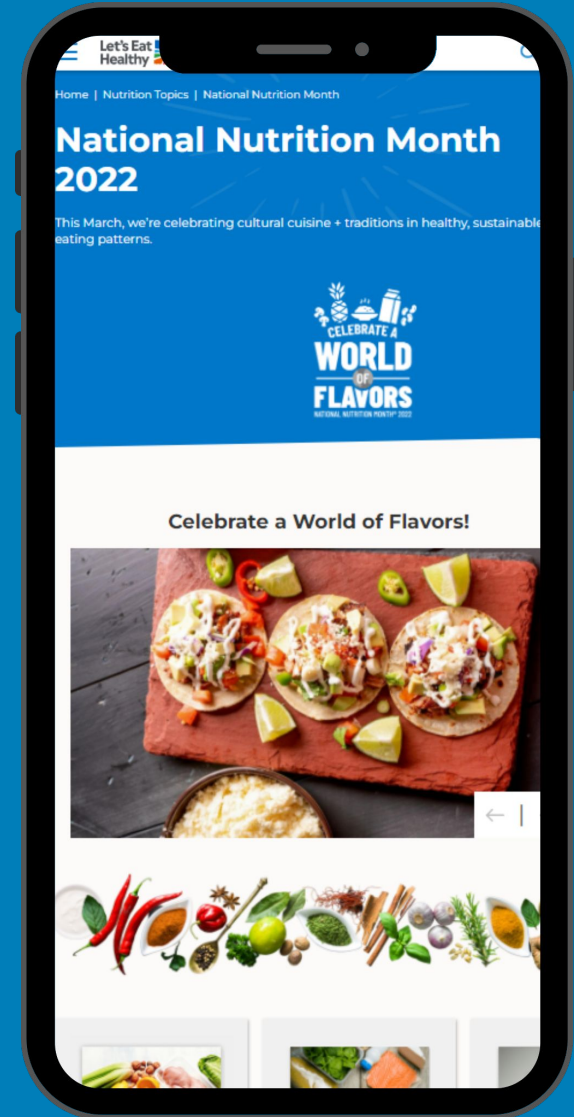 Let's Eat
Healthy
Home | Nutrition Topics | National Nutrition Month
National Nutrition Month
2022
This March, we're celebrating cultural cuisine + traditions in healthy, sustainable
eating patterns.
CELEBRATE A
WORLD
OF
FLAVORS
NATIONAL NUTRITION MONTH® 2022
Celebrate a World of Flavors!